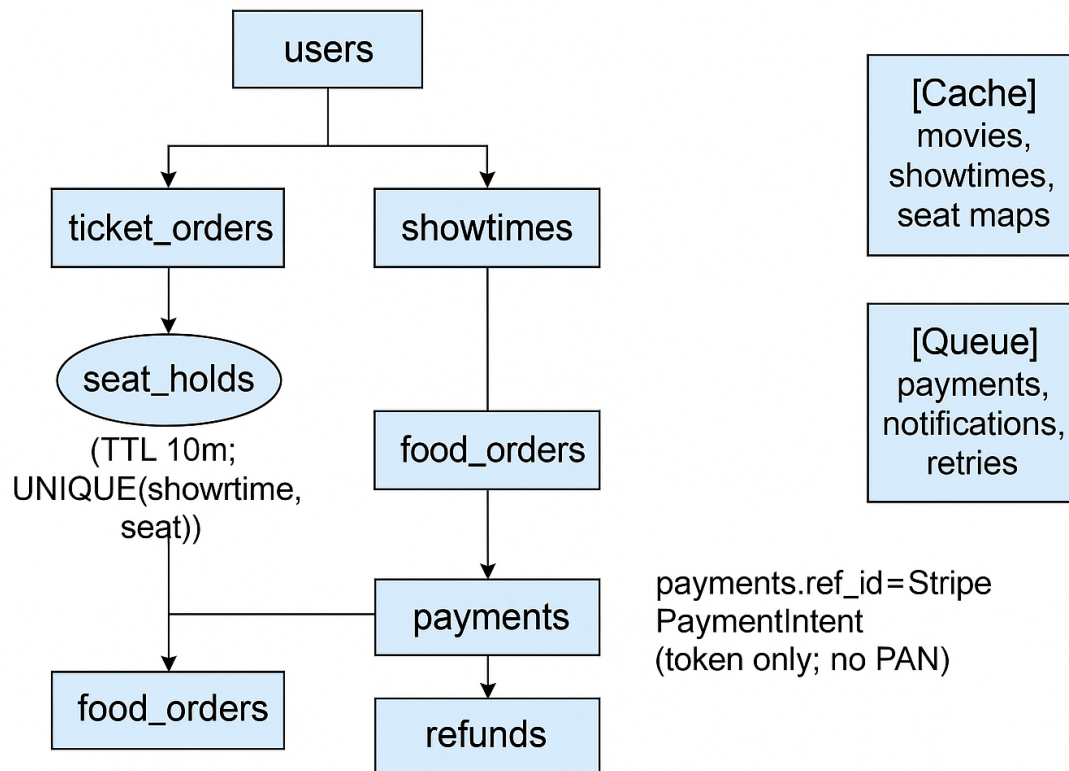 users
ticket_orders
showtimes
seat_holds
(TTL 10m;
UNIQUE(showrtime,
seat))
food_orders
payments
food_orders
refunds
[Cache]
movies,
showtimes,
seat maps
[Queue]
payments,
notifications,
retries
payments.ref_id=Stripe
PaymentIntent
(token only; no PAN)